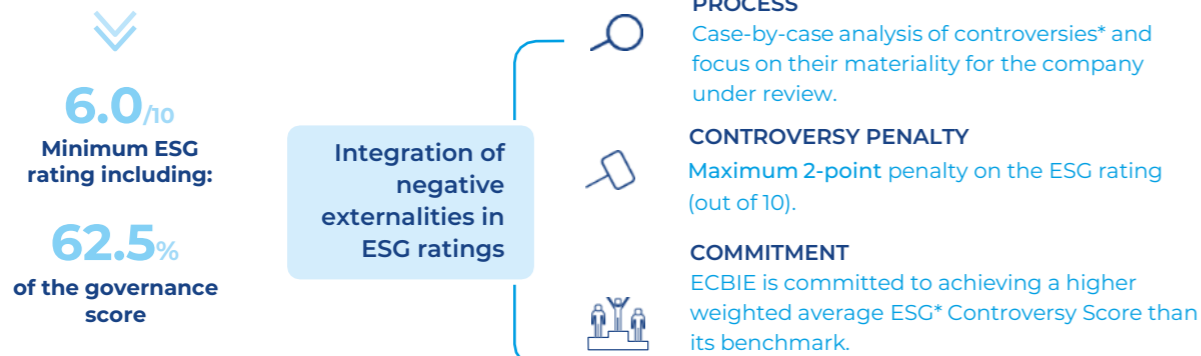 6.0/10
Minimum ESG
rating including:
62.5%
of the governance
score
Integration of
negative
externalities in
ESG ratings
PROCESS
Case-by-case analysis of controversies* and
focus on their materiality for the company
under review.
CONTROVERSY PENALTY
Maximum 2-point penalty on the ESG rating
(out of 10).
COMMITMENT
ECBIE is committed to achieving a higher
weighted average ESG* Controversy Score than
its benchmark.